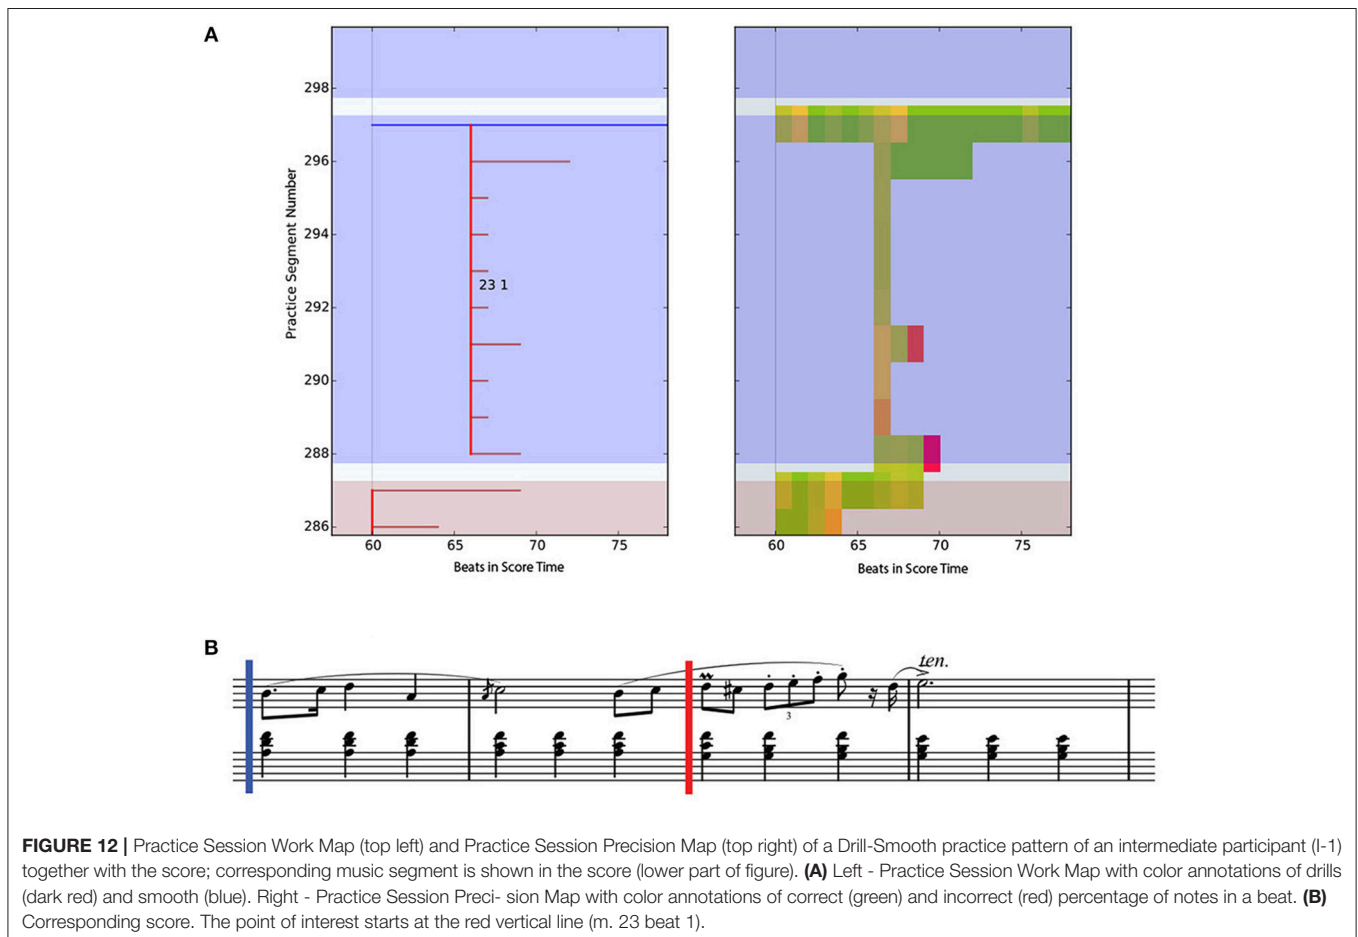 A
298
296
294
292
290
288
286
Practice Segment Number
23 1
60 65 70 75
Beats in Score Time
60 65 70 75
Beats in Score Time
B
ten.
3
FIGURE 12 | Practice Session Work Map (top left) and Practice Session Precision Map (top right) of a Drill-Smooth practice pattern of an intermediate participant (I-1)
together with the score; corresponding music segment is shown in the score (lower part of figure). (A) Left - Practice Session Work Map with color annotations of drills
(dark red) and smooth (blue). Right - Practice Session Preci- sion Map with color annotations of correct (green) and incorrect (red) percentage of notes in a beat. (B)
Corresponding score. The point of interest starts at the red vertical line (m. 23 beat 1).